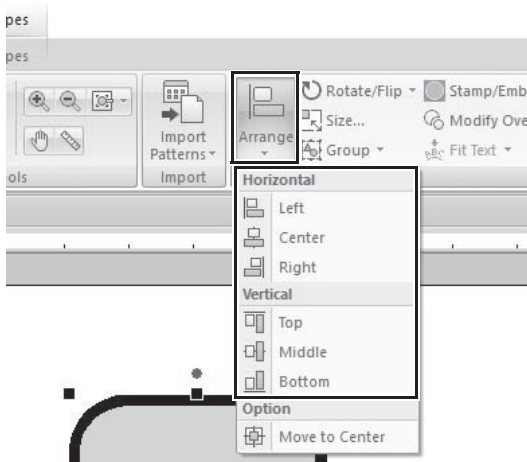 pes
pes
Rotate/Flip
Stamp/Emb
Import
Patterns
Arrange
Size...
Modify Ove
Group
Fit Text
ols
Import
Horizontal
Left
Center
Right
Vertical
Top
Middle
Bottom
Option
Move to Center